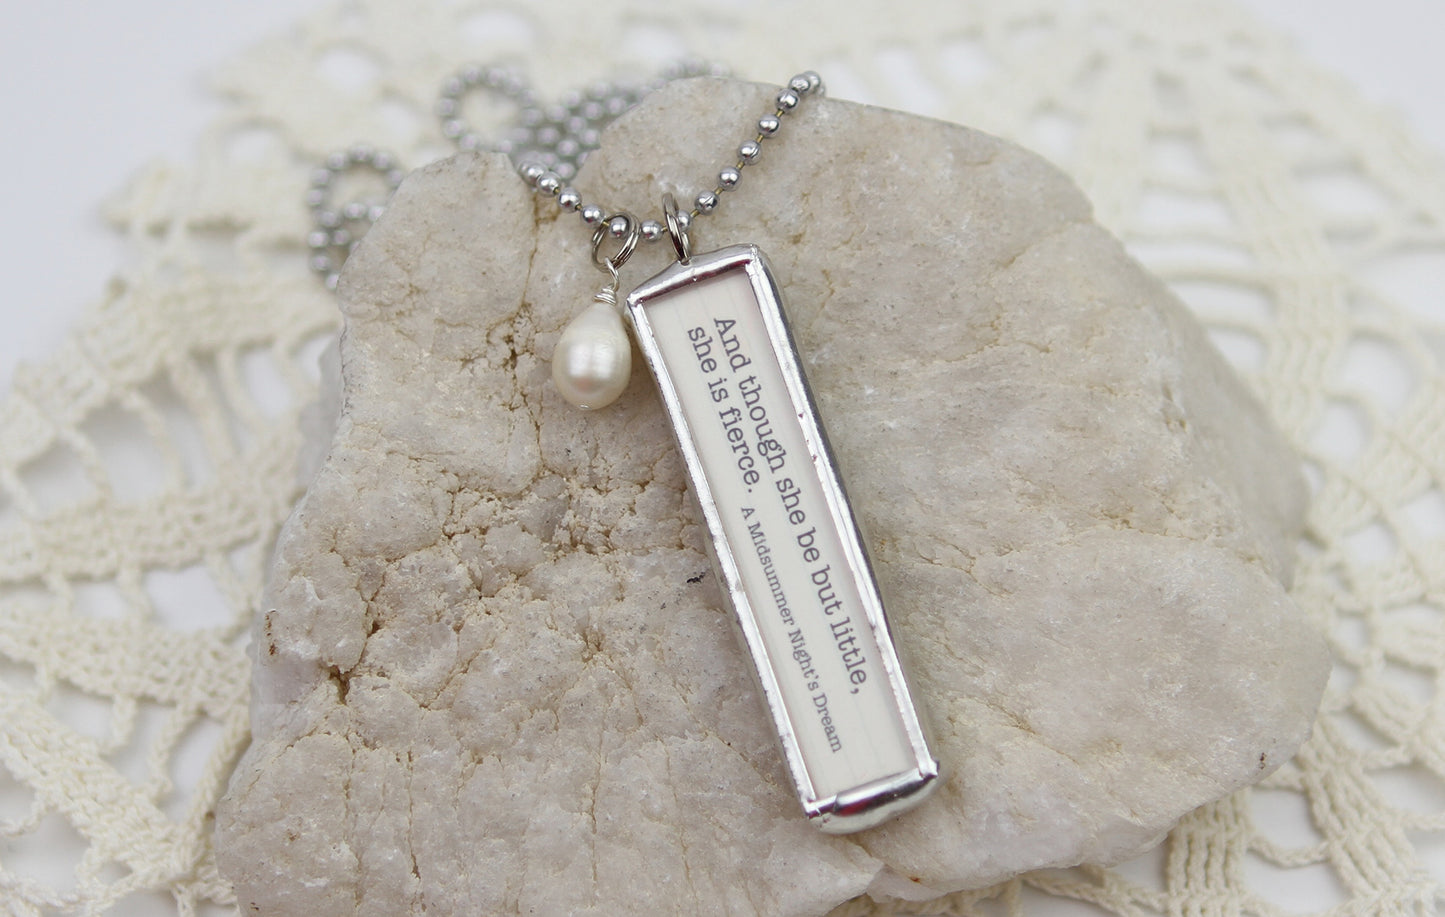 And though she be but little,
she is fierce. A Midsummer Night's Dream